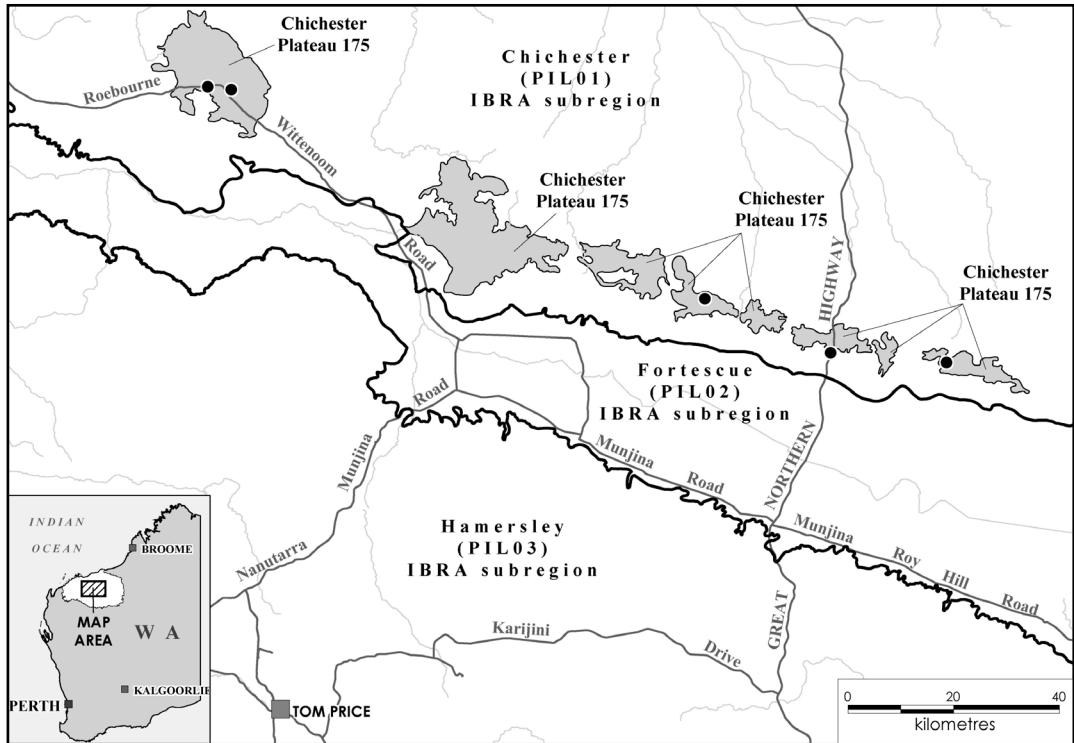 Chichester
Plateau 175
Chichester
(PIL01)
IBRA subregion
Roebourne
Wittenoom
Road
Chichester
Plateau 175
Chichester
Plateau 175
HIGHWAY
Chichester
Plateau 175
Fortescue
(PIL02)
IBRA subregion
Road
Munjina
Nanutarra
Munjina
Road
NORTHERN
Munjina
Roy
Hill
Road
Hamersley
(PIL03)
IBRA subregion
GREAT
Karijini
Drive
TOM PRICE
INDIAN
OCEAN
BROOME
MAP
AREA
W A
KALGOORLIE
PERTH
0 20 40
kilometres